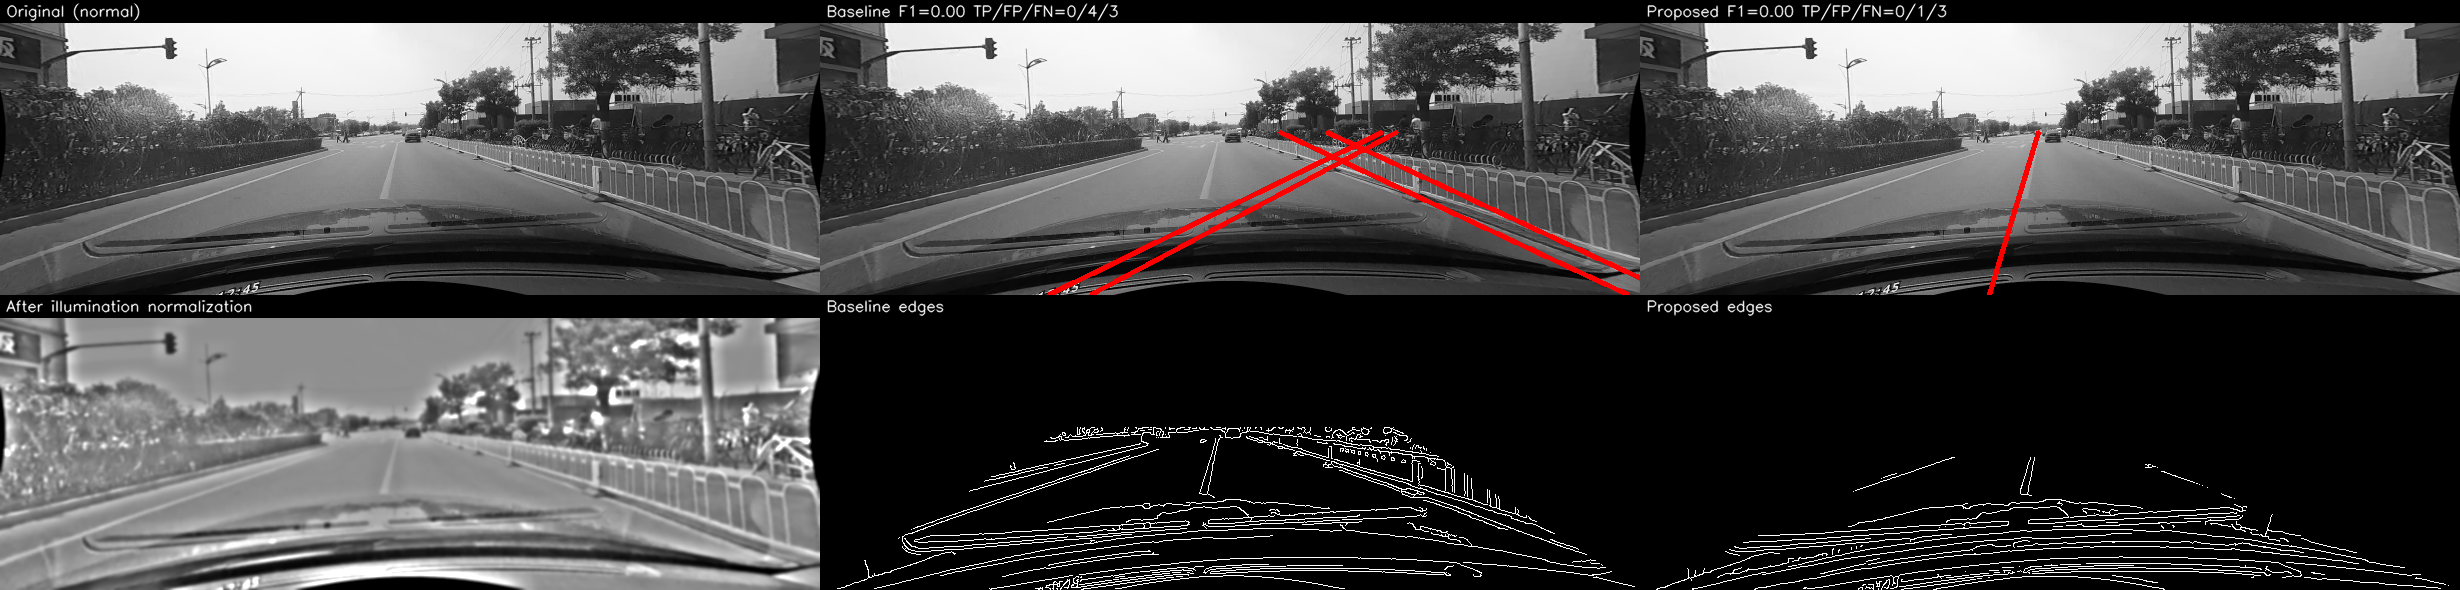 Original (normal)
Baseline F1=0.00 TP/FP/FN=0/4/3
Proposed F1=0.00 TP/FP/FN=0/1/3
After illumination normalization
Baseline edges
Proposed edges